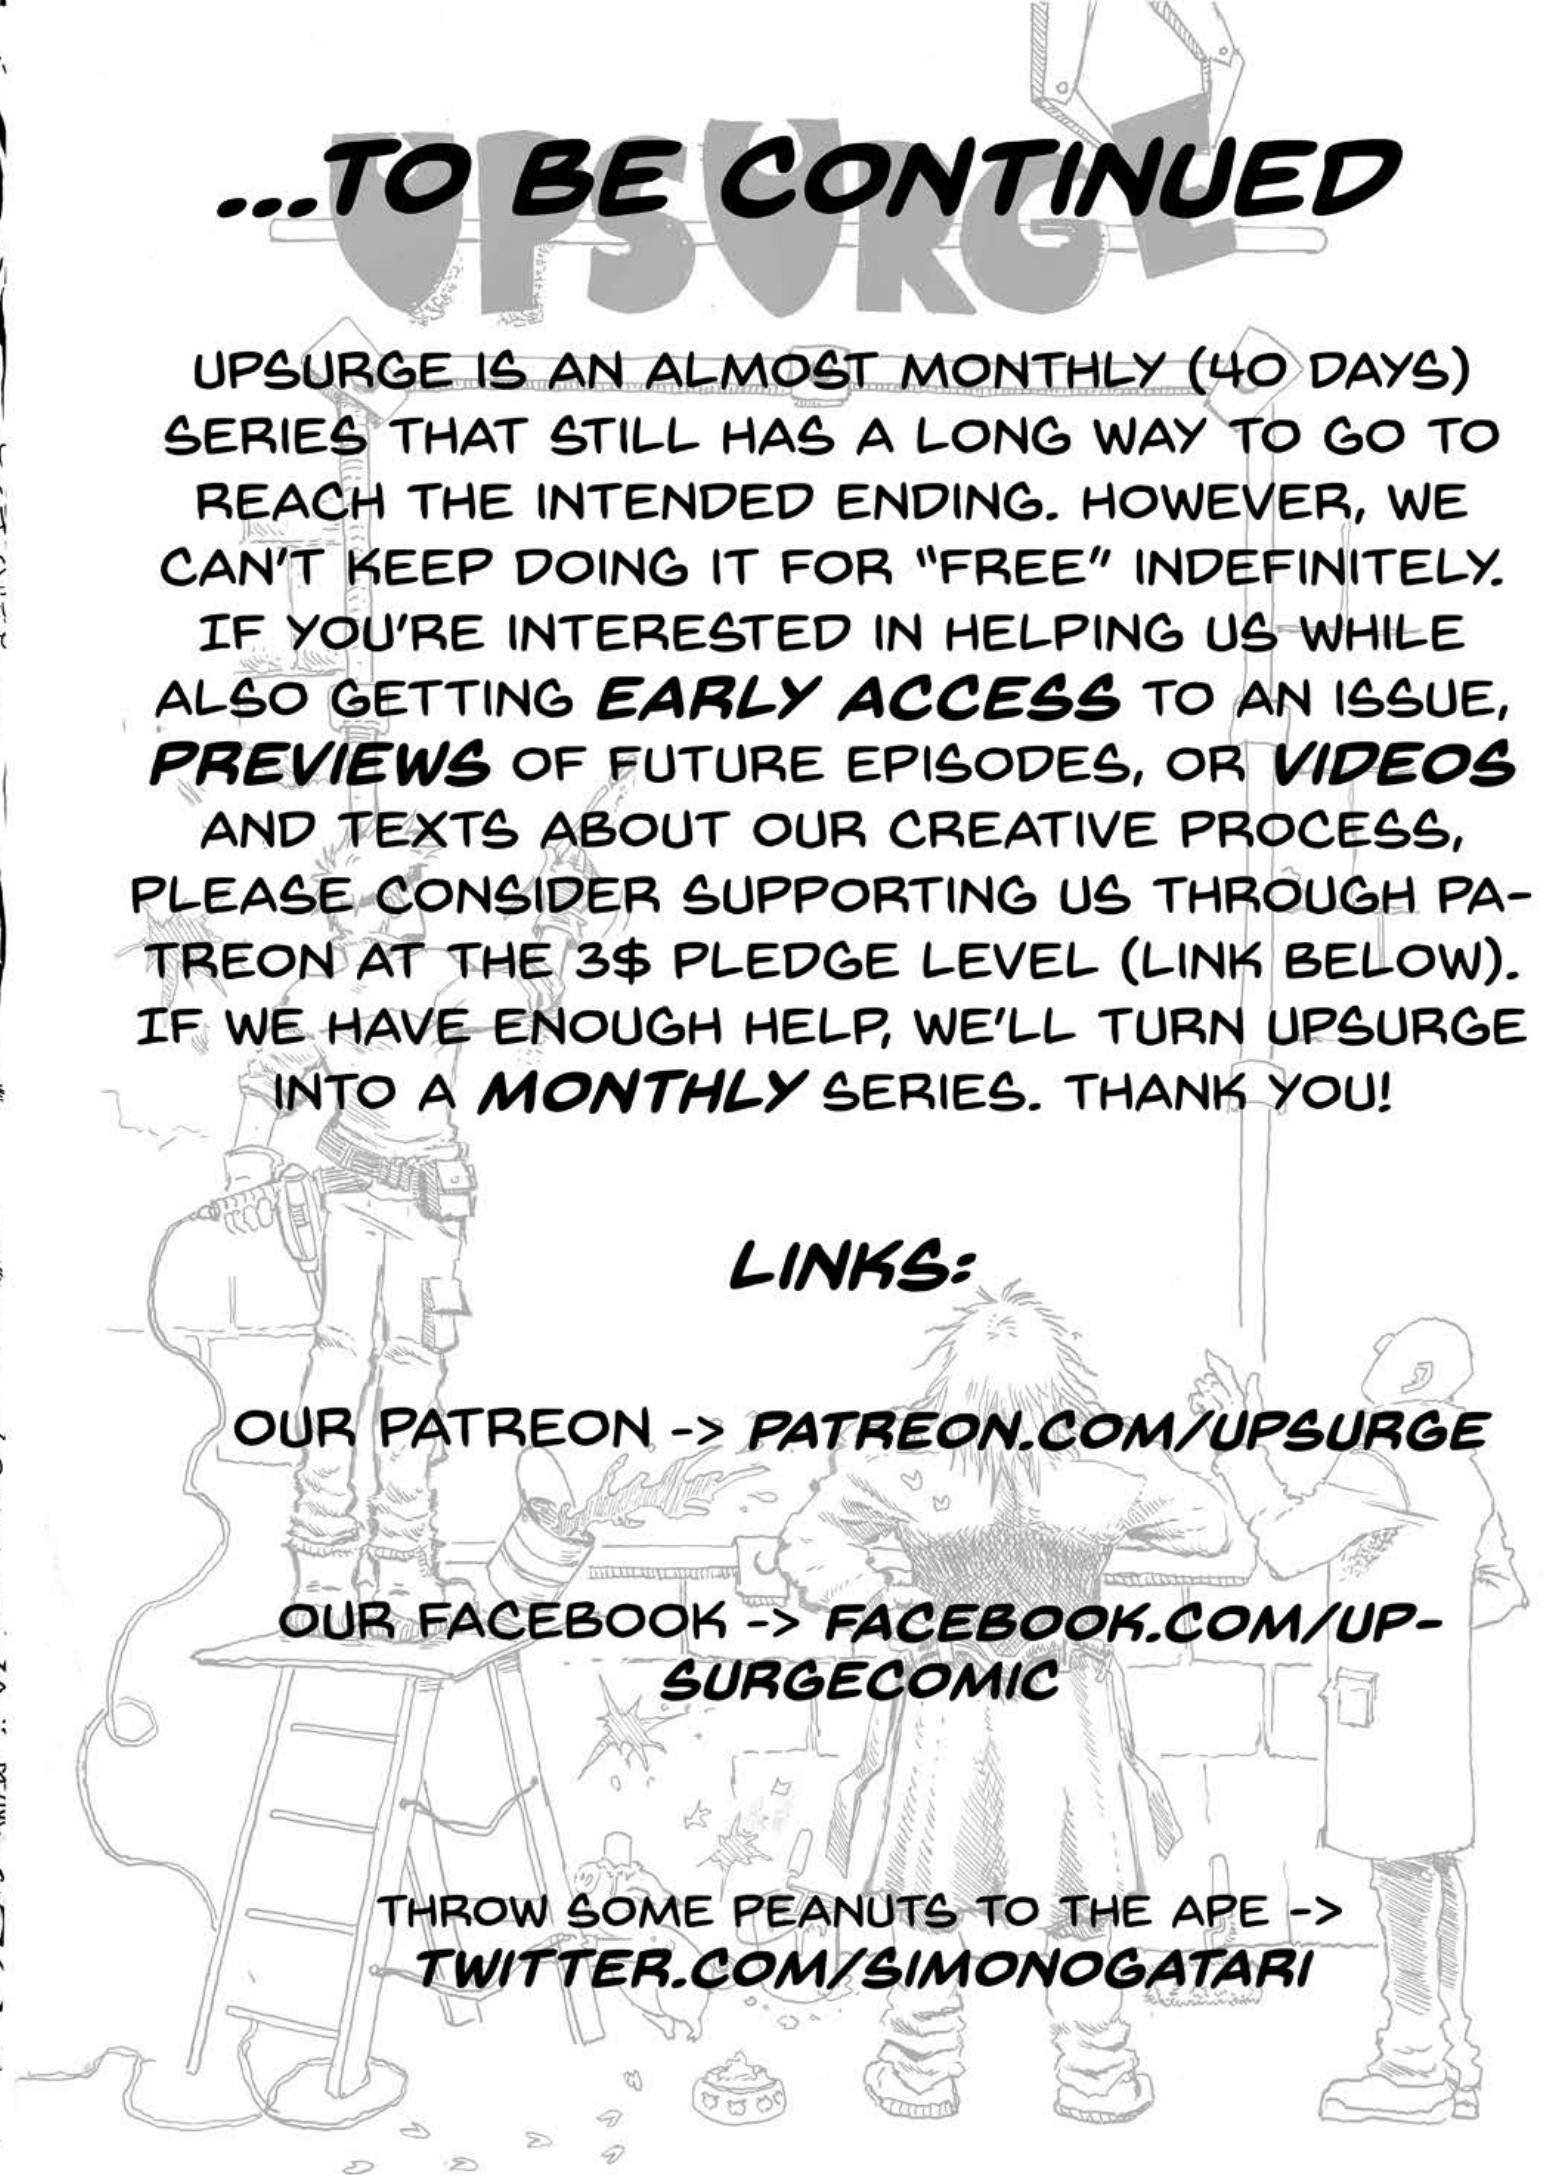 ...TO BE CONTINUED
UPSURGE
UPSURGE IS AN ALMOST MONTHLY (40 DAYS)
SERIES THAT STILL HAS A LONG WAY TO GO TO
REACH THE INTENDED ENDING. HOWEVER, WE
CAN'T KEEP DOING IT FOR "FREE" INDEFINITELY.
IF YOU'RE INTERESTED IN HELPING US WHILE
ALSO GETTING EARLY ACCESS TO AN ISSUE,
PREVIEWS OF FUTURE EPISODES, OR VIDEOS
AND TEXTS ABOUT OUR CREATIVE PROCESS,
PLEASE CONSIDER SUPPORTING US THROUGH PA-
TREON AT THE 3$ PLEDGE LEVEL (LINK BELOW).
IF WE HAVE ENOUGH HELP, WE'LL TURN UPSURGE
INTO A MONTHLY SERIES. THANK YOU!
LINKS:
OUR PATREON -> PATREON.COM/UPSURGE
OUR FACEBOOK -> FACEBOOK.COM/UP-
SURGECOMIC
THROW SOME PEANUTS TO THE APE ->
TWITTER.COM/SIMONOGATARI